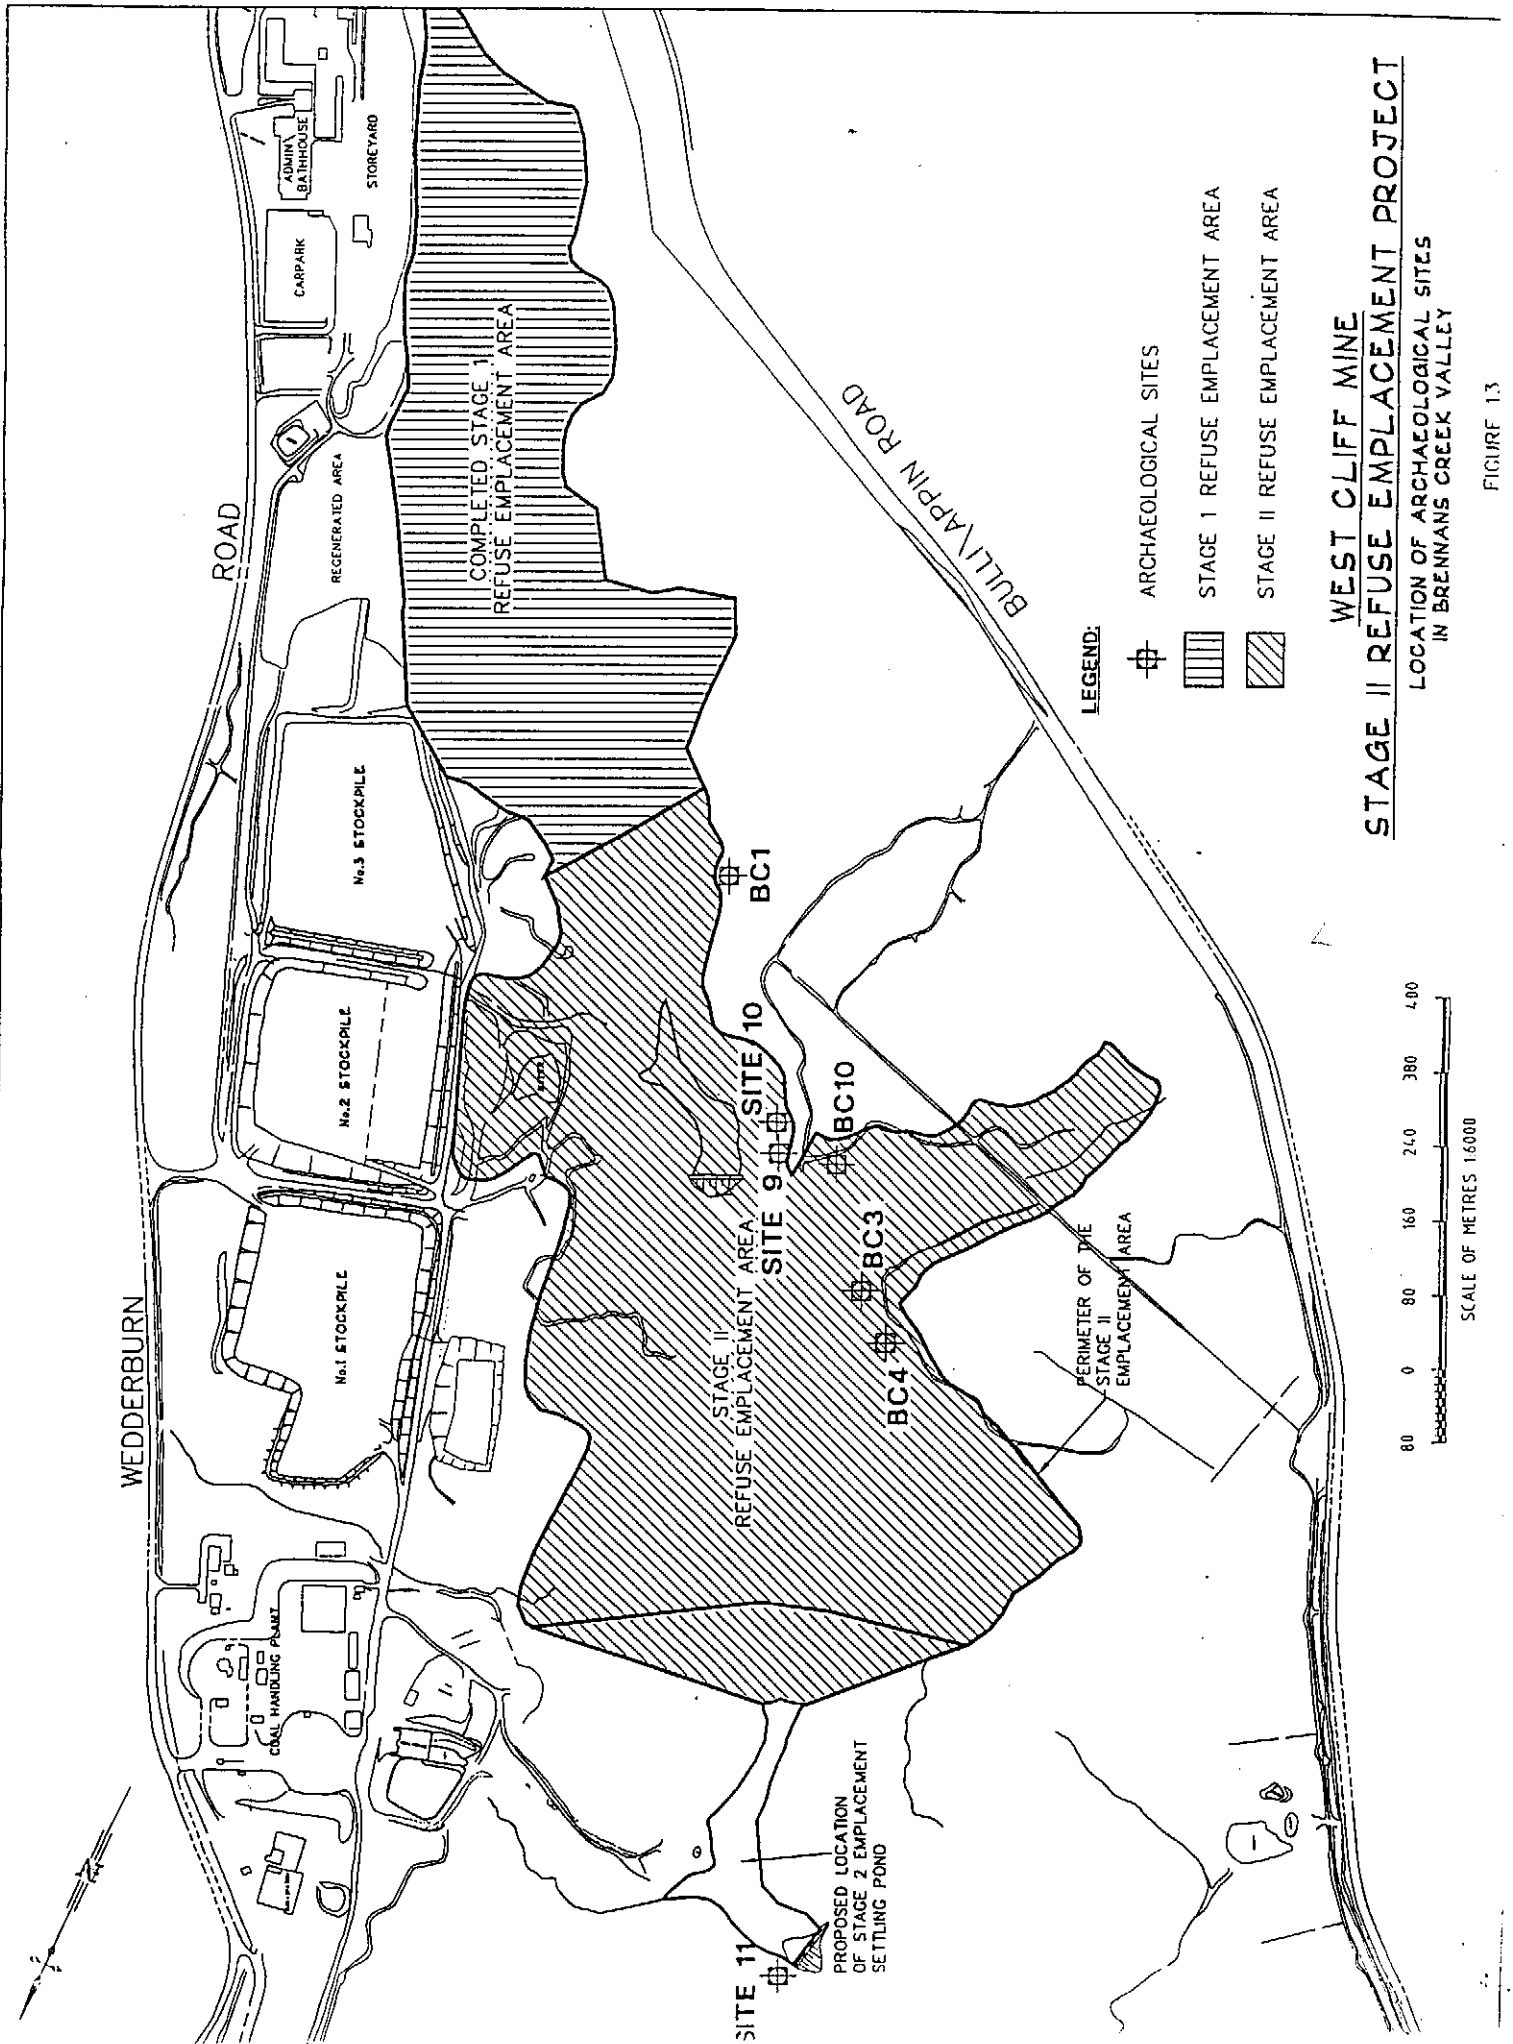 WEDDERBURN ROAD
ADMIN\
BATHHOUSE
STOREYARD
CARPARK
REGENERATED AREA
COMPLETED STAGE 1
REFUSE EMPLACEMENT AREA
No.3 STOCKPILE
No.2 STOCKPILE
No.1 STOCKPILE
COAL HANDLING PLANT
STAGE II
REFUSE EMPLACEMENT AREA
BC1
SITE 10
SITE 9
BC10
BC3
BC4
SITE 11
PERIMETER OF THE
STAGE II
EMPLACEMENT AREA
PROPOSED LOCATION
OF STAGE 2 EMPLACEMENT
SETTLING POND
BULLI\APPIN ROAD
LEGEND:
ARCHAEOLOGICAL SITES
STAGE 1 REFUSE EMPLACEMENT AREA
STAGE II REFUSE EMPLACEMENT AREA
80 0 80 160 240 380 400
SCALE OF METRES 1:6000
WEST CLIFF MINE
STAGE II REFUSE EMPLACEMENT PROJECT
LOCATION OF ARCHAEOLOGICAL SITES
IN BRENNANS CREEK VALLEY
FIGURE 13